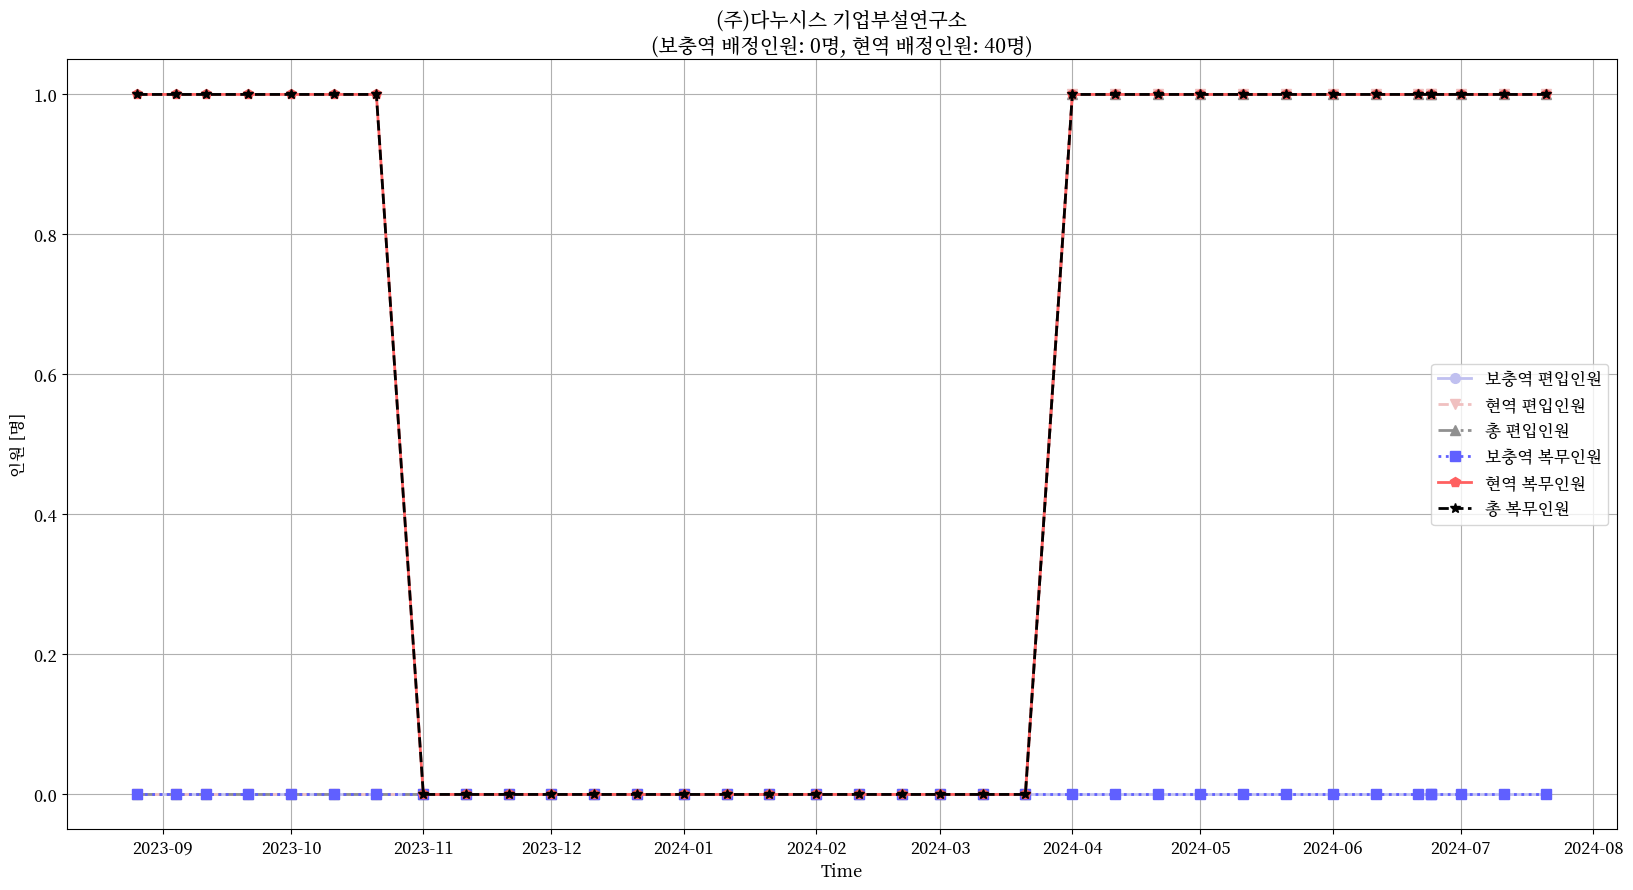 (주)다누시스 기업부설연구소
(보충역 배정인원: 0명, 현역 배정인원: 40명)
1.0
0.8
0.6
0.4
0.2
0.0
인원 [명]
보충역 편입인원
현역 편입인원
총 편입인원
보충역 복무인원
현역 복무인원
총 복무인원
2023-09 2023-10 2023-11 2023-12 2024-01 2024-02 2024-03 2024-04 2024-05 2024-06 2024-07 2024-08
Time